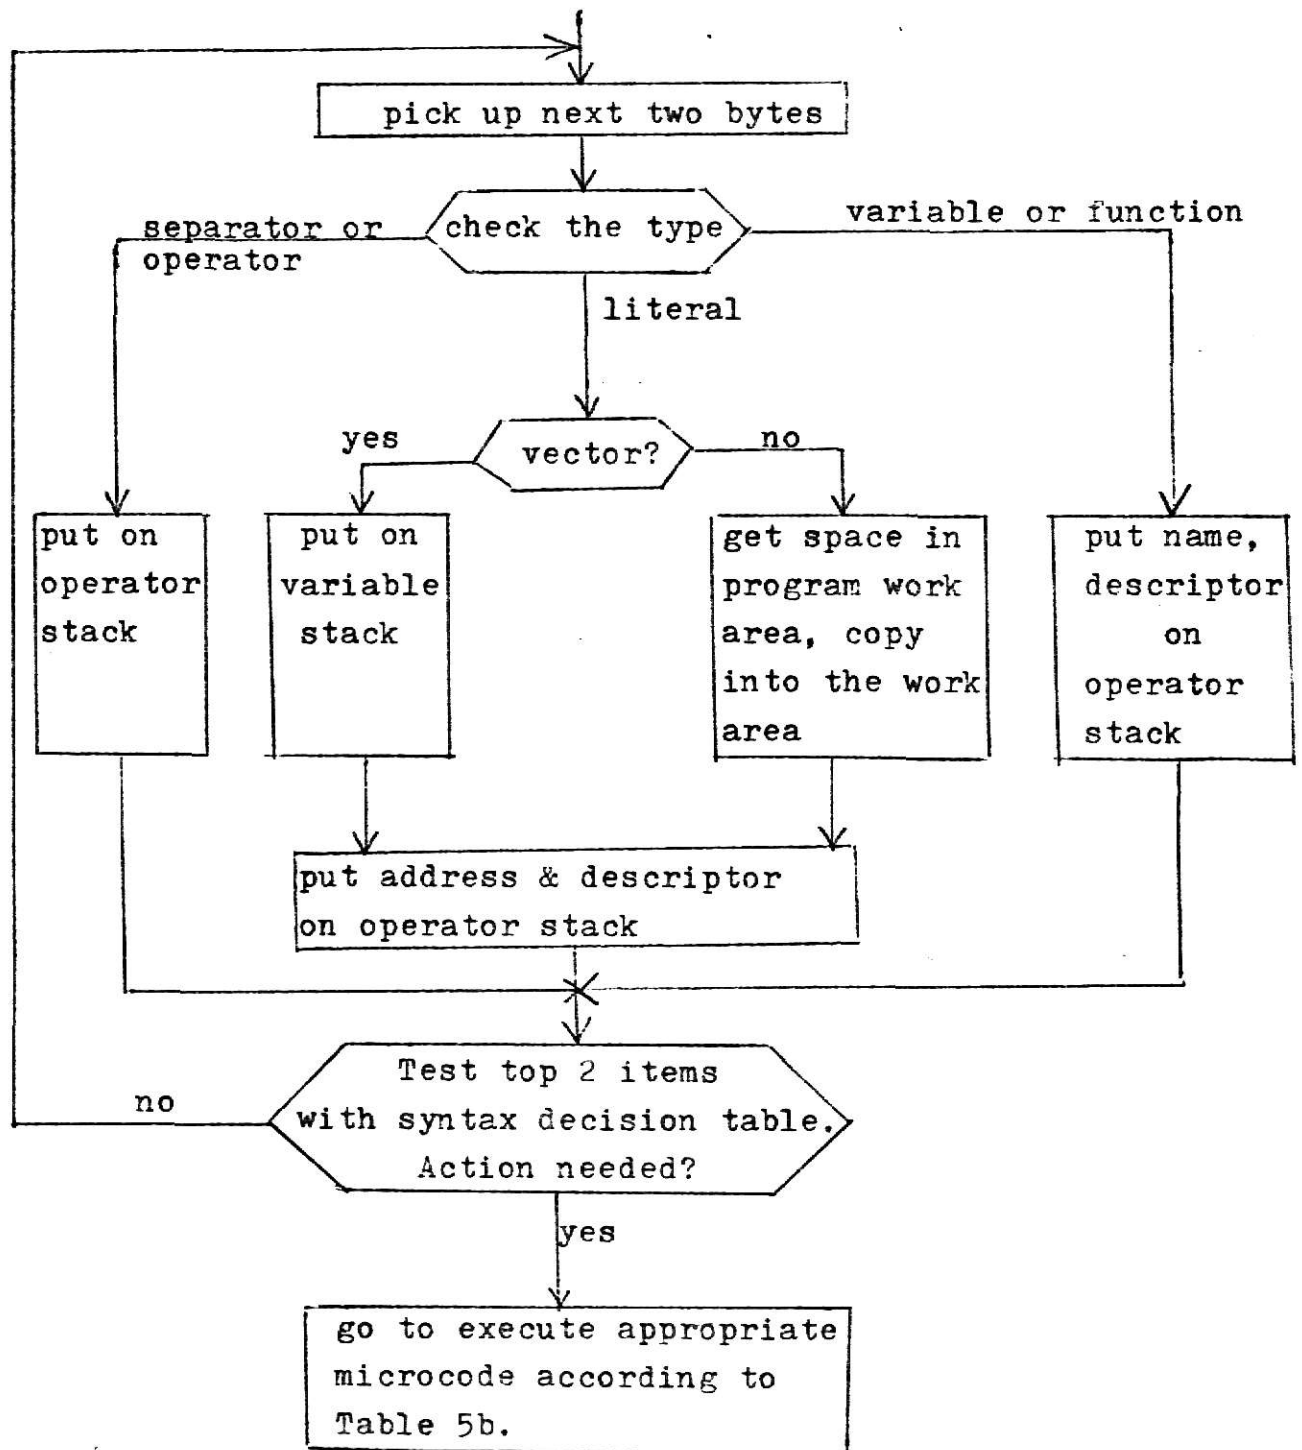 pick up next two bytes
check the type
separator or
operator
variable or function
literal
vector?
yes
no
put on
operator
stack
put on
variable
stack
get space in
program work
area, copy
into the work
area
put name,
descriptor
on
operator
stack
put address & descriptor
on operator stack
Test top 2 items
with syntax decision table.
Action needed?
no
yes
go to execute appropriate
microcode according to
Table 5b.